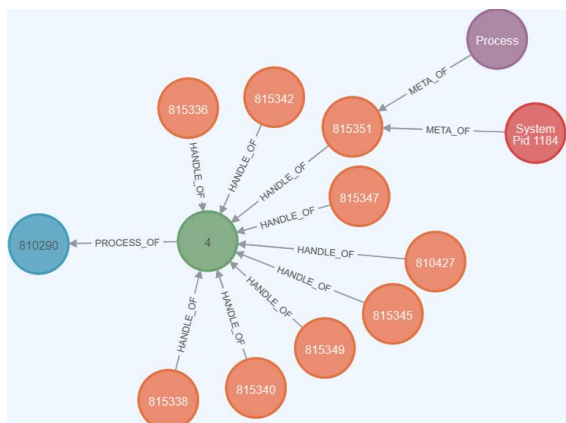 Process
META_OF
815336
815342
815351
META_OF
System
Pid 1184
HANDLE_OF
HANDLE_OF
HANDLE_OF
815347
HANDLE_OF
810290
PROCESS_OF
4
HANDLE_OF
810427
HANDLE_OF
815345
HANDLE_OF
HANDLE_OF
HANDLE_OF
815349
815340
815338